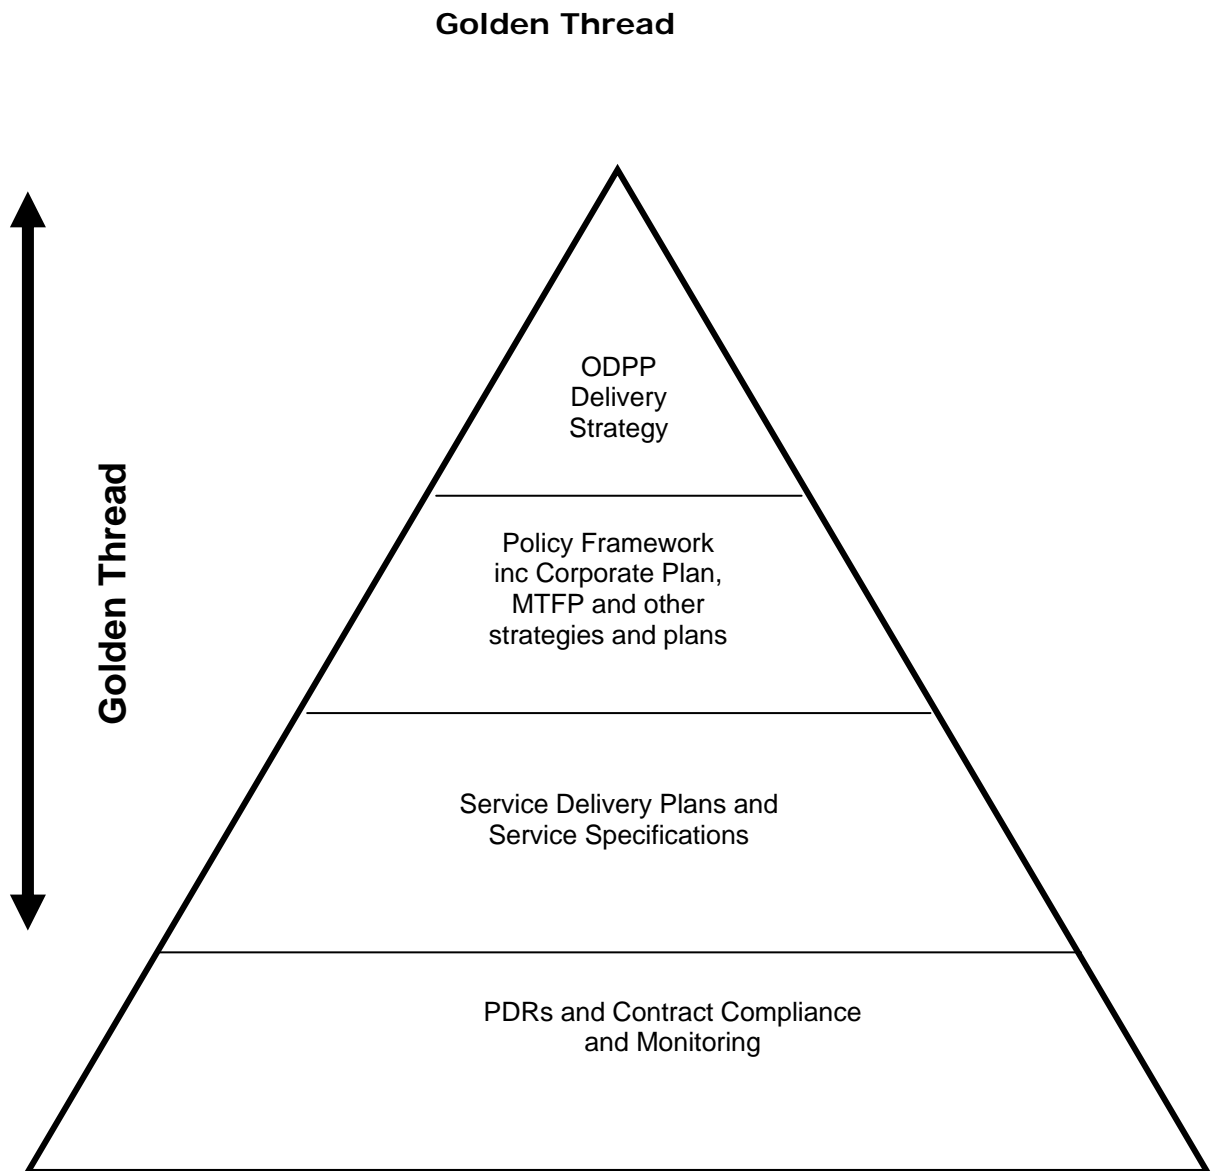 Golden Thread
Golden Thread
ODPP
Delivery
Strategy
Policy Framework
inc Corporate Plan,
MTFP and other
strategies and plans
Service Delivery Plans and
Service Specifications
PDRs and Contract Compliance
and Monitoring